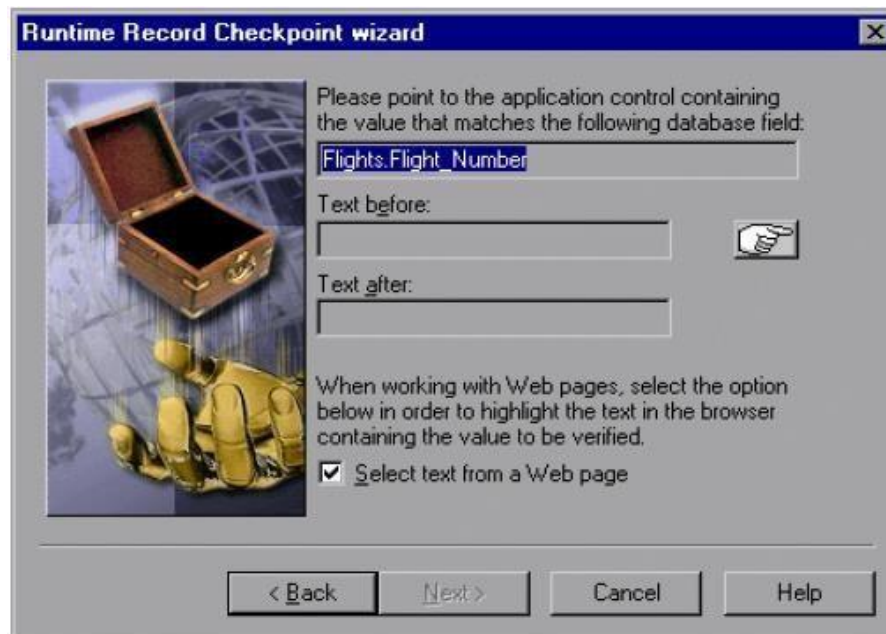 Runtime Record Checkpoint wizard
Please point to the application control containing
the value that matches the following database field:
Flights.Flight_Number
Text before:
Text after:
When working with Web pages, select the option
below in order to highlight the text in the browser
containing the value to be verified.
Select text from a Web page
< Back
Next >
Cancel
Help